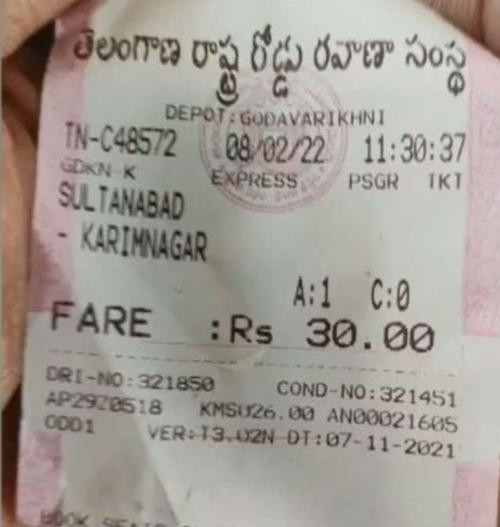 తెలంగాణ రాష్ట్ర రోడ్డు రవాణా సంస్థ
DEPOT:GODAVARIKHNI
TN-C48572 08/02/22 11:30:37
GDKN-K EXPRESS PSGR TKT
SULTANABAD
- KARIMNAGAR
A:1 C:0
FARE :Rs 30.00
DRI-NO:321850 COND-NO:321451
AP29Z0518 KMSU26.00 AN00021605
ODD1 VER:T3.02N DT:07-11-2021
BOOK